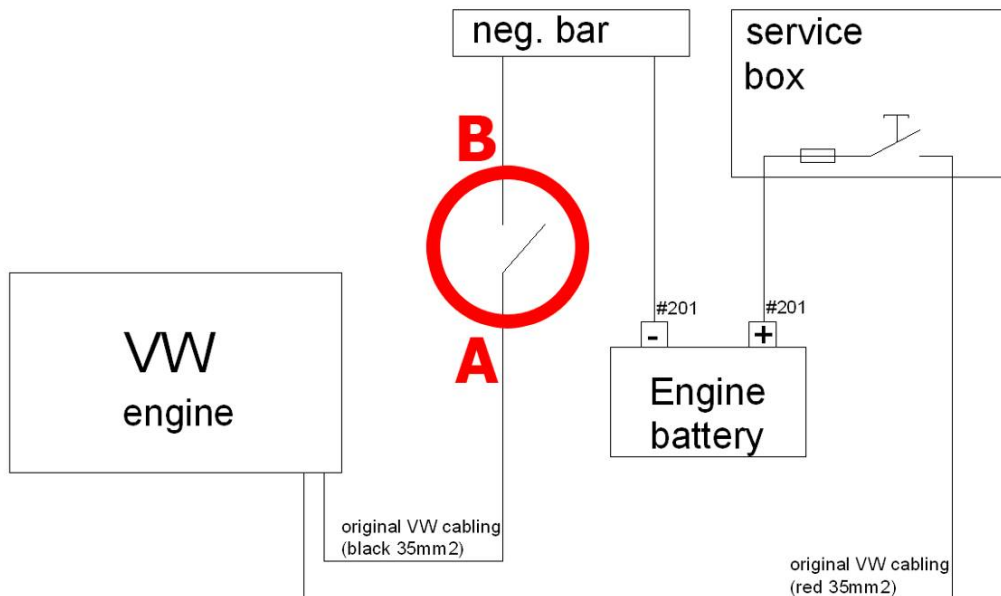 neg. bar
service
box
B
A
#201
#201
-
+
VW
engine
Engine
battery
original VW cabling
(black 35mm2)
original VW cabling
(red 35mm2)